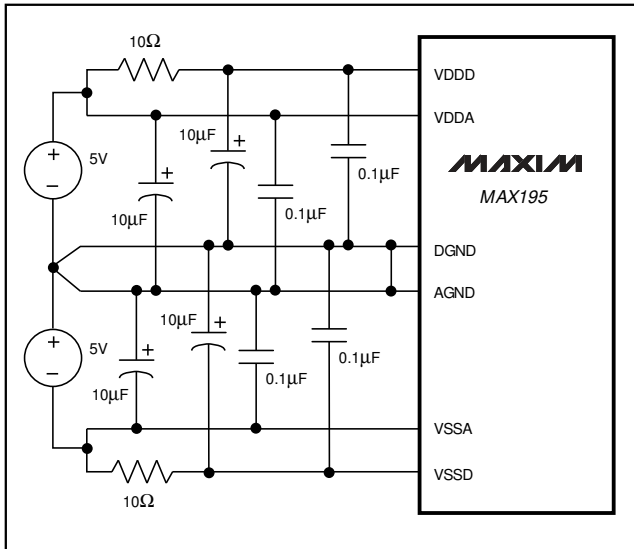 10Ω
VDDD
VDDA
10µF
+
+
5V
−
+
10µF
0.1µF
0.1µF
MAXIM
MAX195
DGND
AGND
10µF
+
+
5V
−
+
10µF
0.1µF
0.1µF
VSSA
VSSD
10Ω